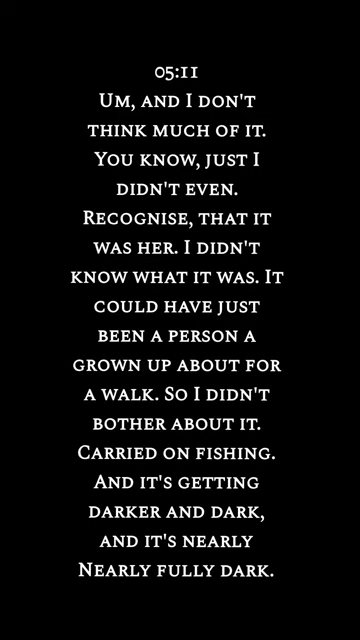 05:11
Um, and I don't
think much of it.
You know, just I
didn't even.
Recognise, that it
was her. I didn't
know what it was. It
could have just
been a person a
grown up about for
a walk. So I didn't
bother about it.
Carried on fishing.
And it's getting
darker and dark,
and it's nearly
Nearly fully dark.